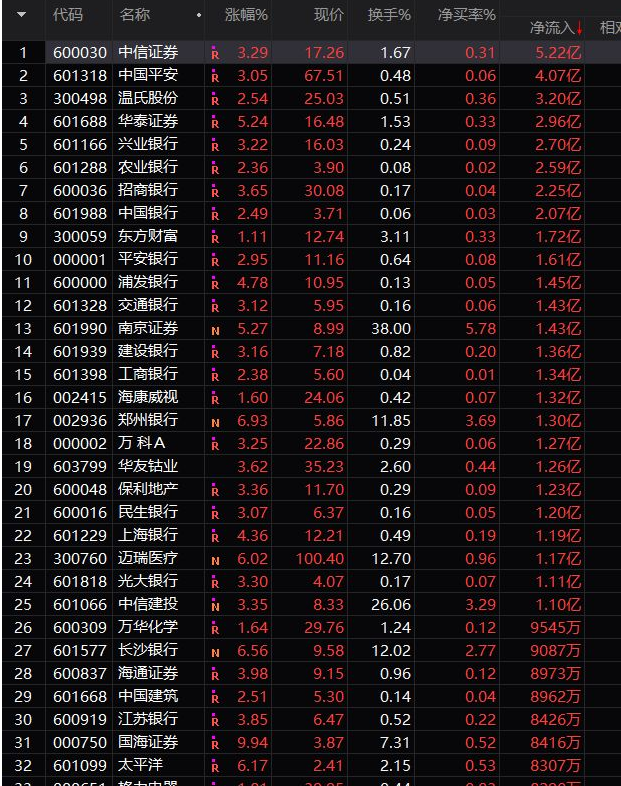 代码 名称 • 涨幅% 现价 换手% 净买率% 净流入↓ 相对
1 600030 中信证券 R 3.29 17.26 1.67 0.31 5.22亿
2 601318 中国平安 R 3.05 67.51 0.48 0.06 4.07亿
3 300498 温氏股份 R 2.54 25.03 0.51 0.36 3.20亿
4 601688 华泰证券 R 5.24 16.48 1.53 0.33 2.96亿
5 601166 兴业银行 R 3.22 16.03 0.24 0.09 2.70亿
6 601288 农业银行 R 2.36 3.90 0.08 0.02 2.59亿
7 600036 招商银行 R 3.65 30.08 0.17 0.04 2.25亿
8 601988 中国银行 R 2.49 3.71 0.06 0.03 2.07亿
9 300059 东方财富 R 1.11 12.74 3.11 0.33 1.72亿
10 000001 平安银行 R 2.95 11.16 0.64 0.08 1.61亿
11 600000 浦发银行 R 4.78 10.95 0.13 0.05 1.45亿
12 601328 交通银行 R 3.12 5.95 0.16 0.06 1.43亿
13 601990 南京证券 N 5.27 8.99 38.00 5.78 1.43亿
14 601939 建设银行 R 3.16 7.18 0.82 0.20 1.36亿
15 601398 工商银行 R 2.38 5.60 0.04 0.01 1.34亿
16 002415 海康威视 R 1.60 24.06 0.42 0.07 1.32亿
17 002936 郑州银行 N 6.93 5.86 11.85 3.69 1.30亿
18 000002 万 科A R 3.25 22.86 0.29 0.06 1.27亿
19 603799 华友钴业 3.62 35.23 2.60 0.44 1.26亿
20 600048 保利地产 R 3.36 11.70 0.29 0.09 1.23亿
21 600016 民生银行 R 3.07 6.37 0.16 0.05 1.20亿
22 601229 上海银行 R 4.36 12.21 0.49 0.19 1.19亿
23 300760 迈瑞医疗 N 6.02 100.40 12.70 0.96 1.17亿
24 601818 光大银行 R 3.30 4.07 0.17 0.07 1.11亿
25 601066 中信建投 N 3.35 8.33 26.06 3.29 1.10亿
26 600309 万华化学 R 1.64 29.76 1.24 0.12 9545万
27 601577 长沙银行 N 6.56 9.58 12.02 2.77 9087万
28 600837 海通证券 R 3.98 9.15 0.96 0.12 8973万
29 601668 中国建筑 R 2.51 5.30 0.14 0.04 8962万
30 600919 江苏银行 R 3.85 6.47 0.52 0.22 8426万
31 000750 国海证券 R 9.94 3.87 7.31 0.52 8416万
32 601099 太平洋 R 6.17 2.41 2.15 0.53 8307万